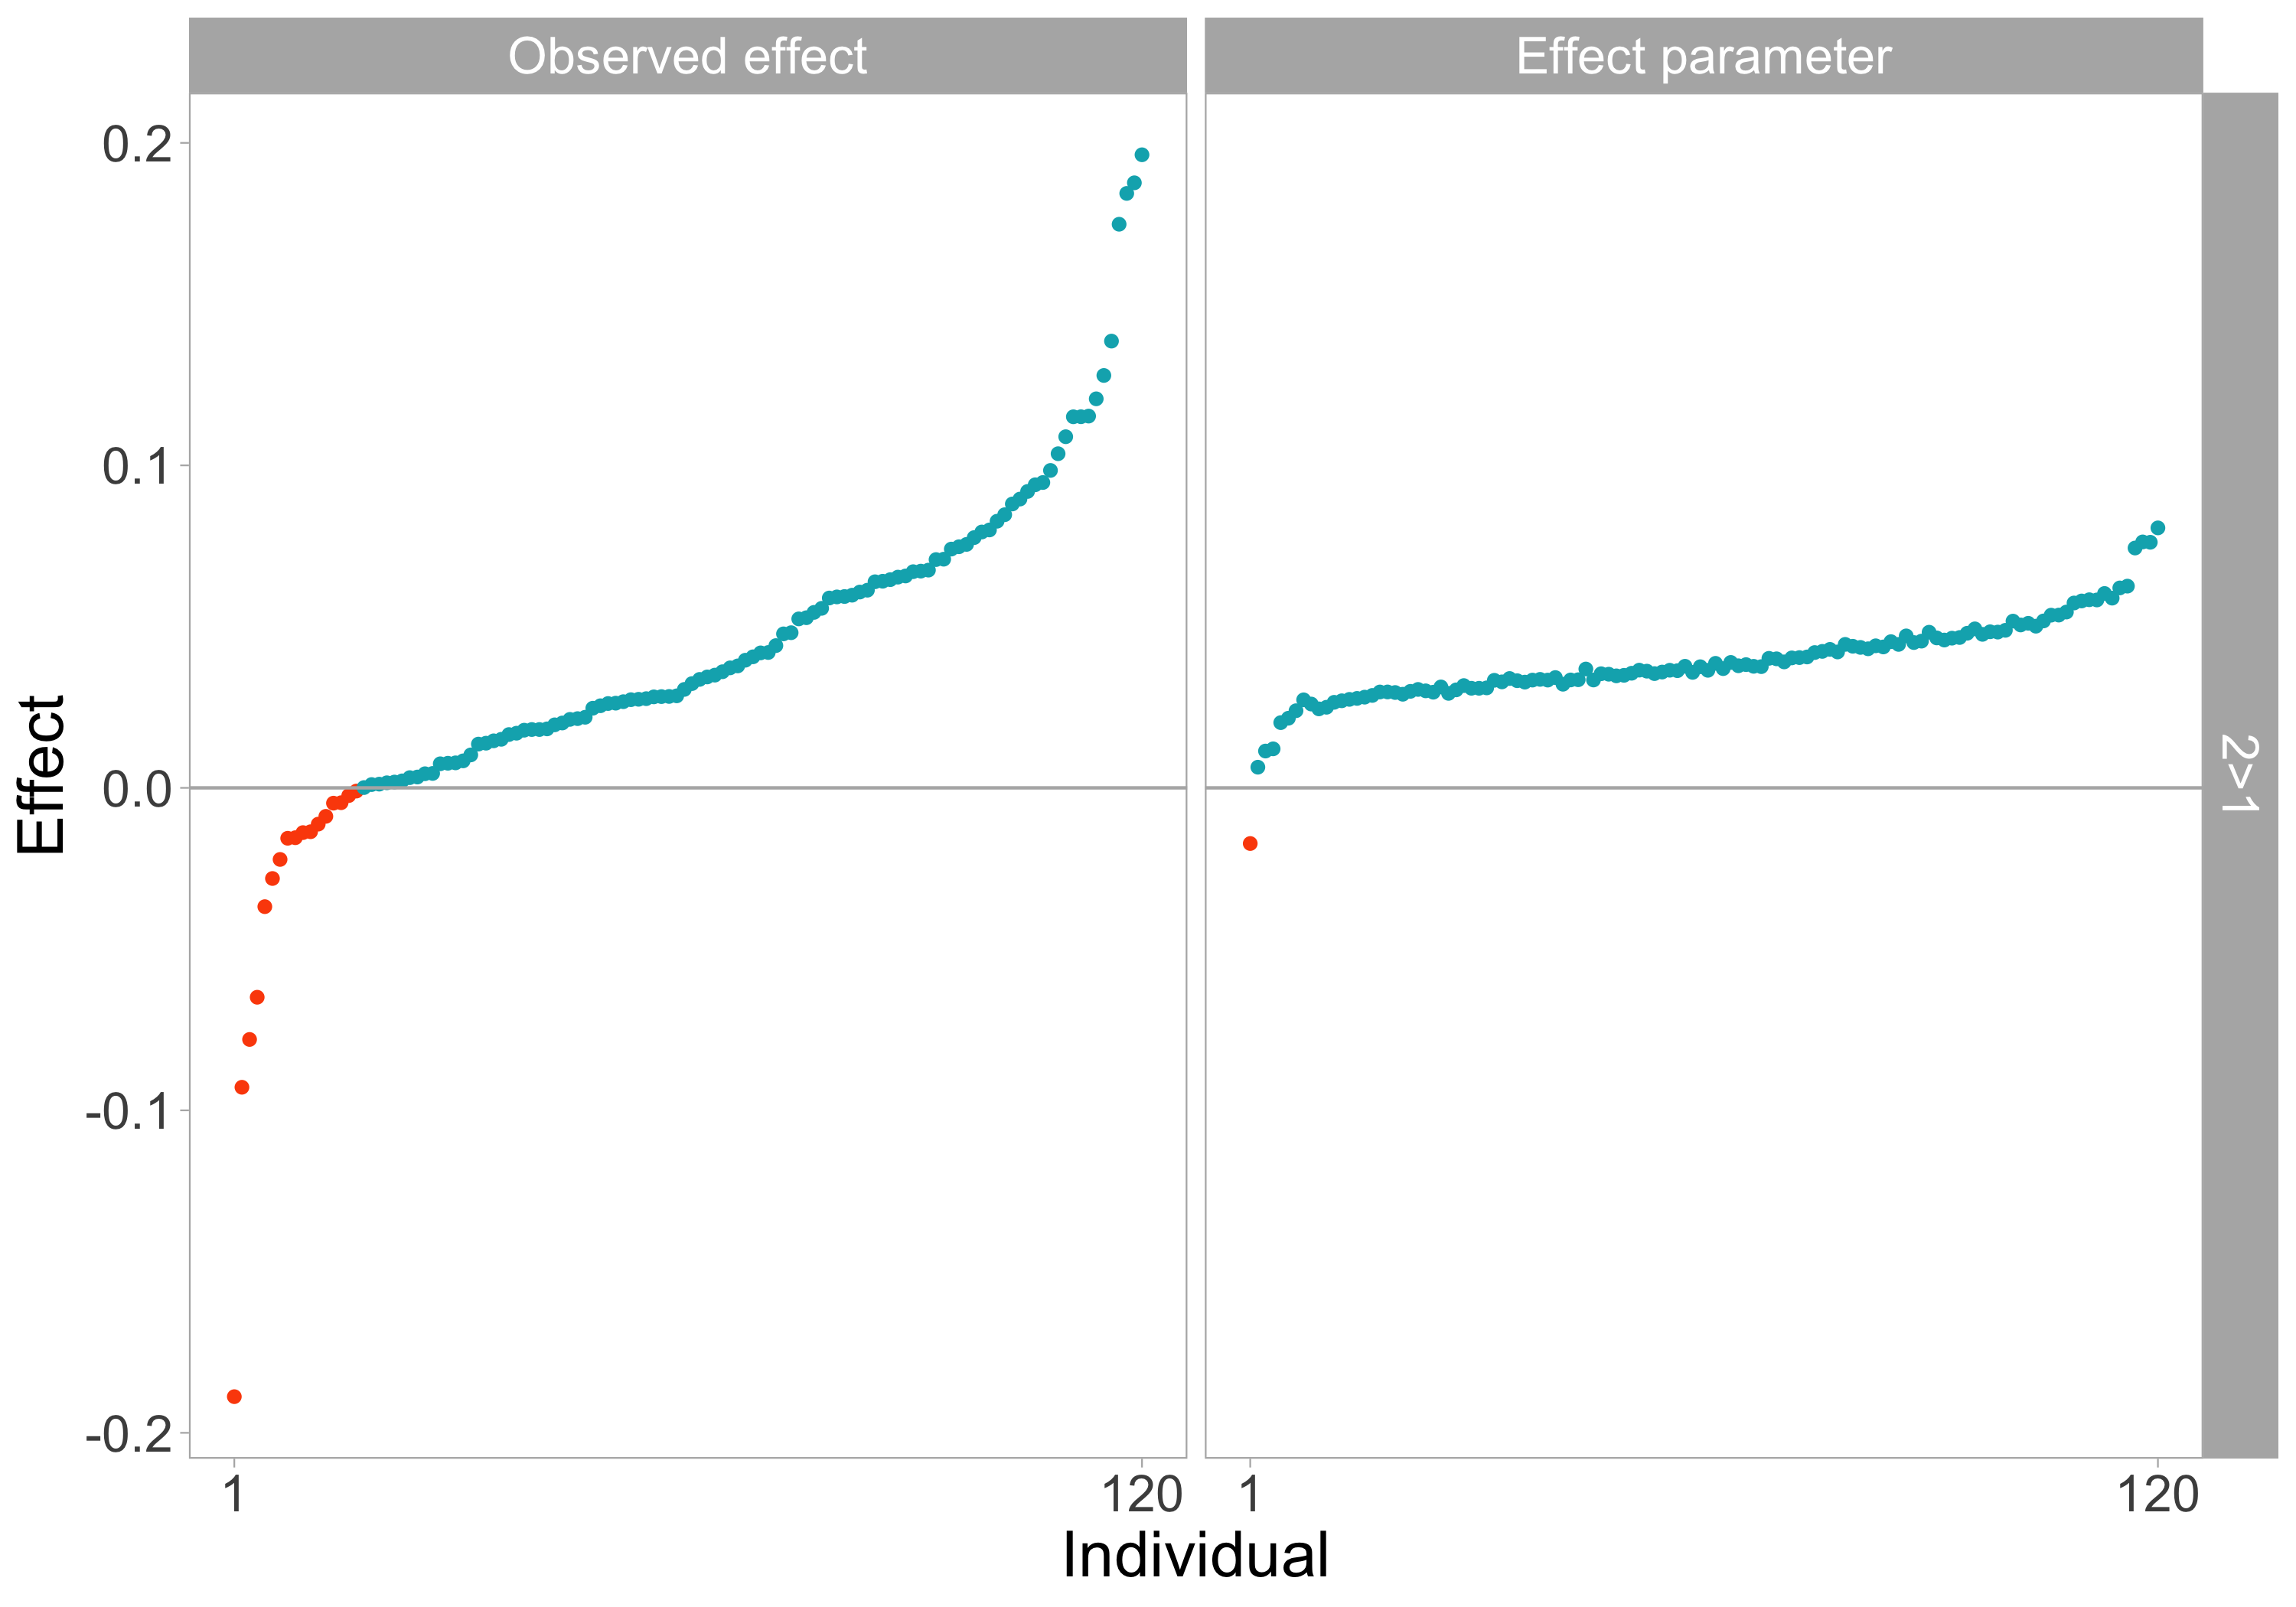 Observed effect
Effect parameter
0.2
0.1
0.0
-0.1
-0.2
Effect
2<1
1
120
1
120
Individual